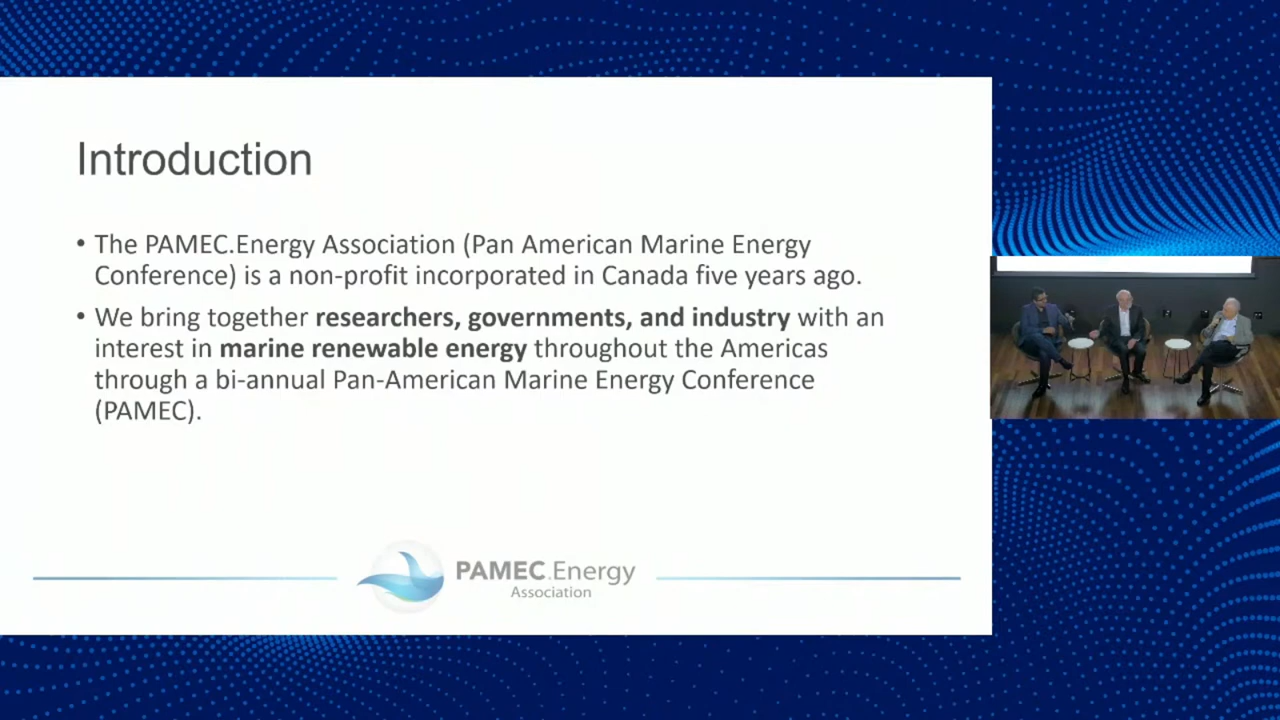 Introduction
• The PAMEC.Energy Association (Pan American Marine Energy
Conference) is a non-profit incorporated in Canada five years ago.
• We bring together researchers, governments, and industry with an
interest in marine renewable energy throughout the Americas
through a bi-annual Pan-American Marine Energy Conference
(PAMEC).
PAMEC.Energy
Association